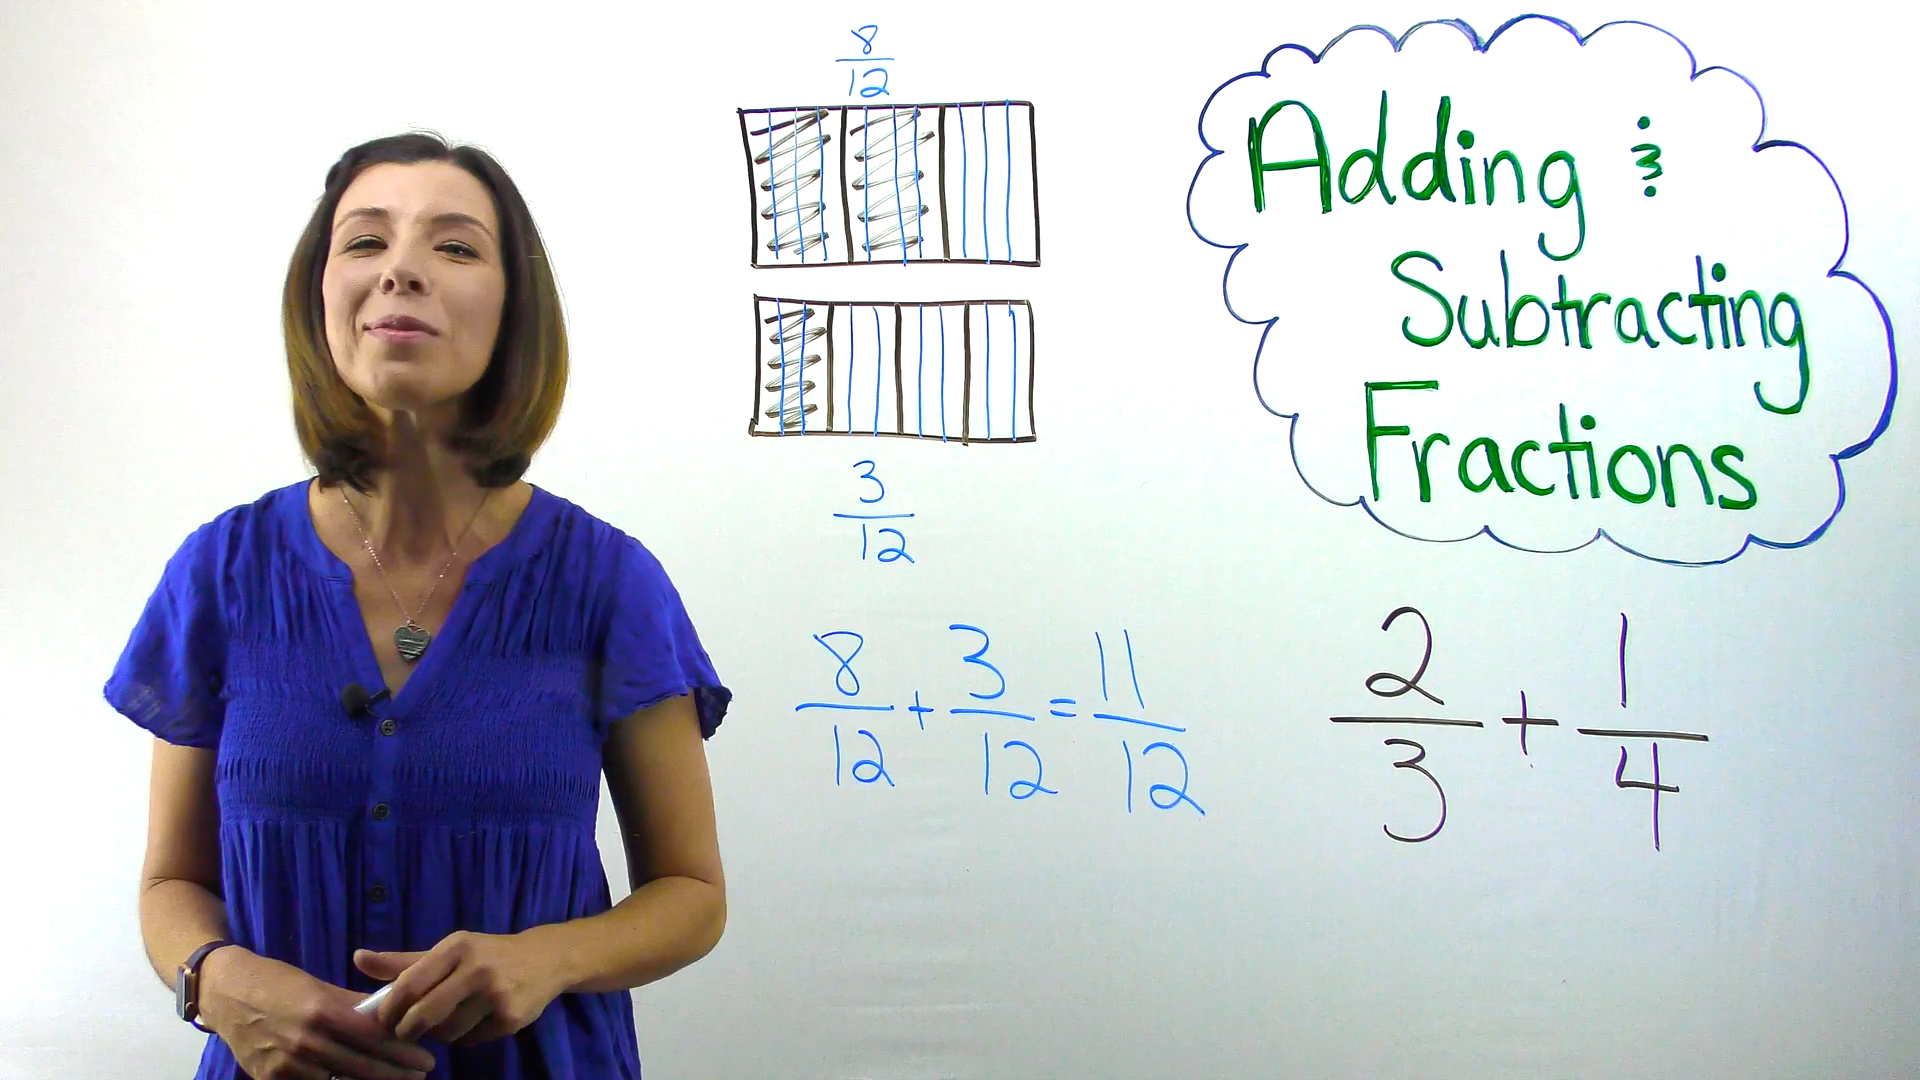 8/12
3/12
8/12 + 3/12 = 11/12
Adding &
Subtracting
Fractions
2/3 + 1/4